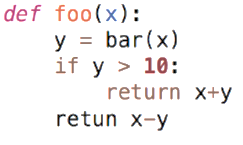 def foo(x):
    y = bar(x)
    if y > 10:
        return x+y
    retun x-y